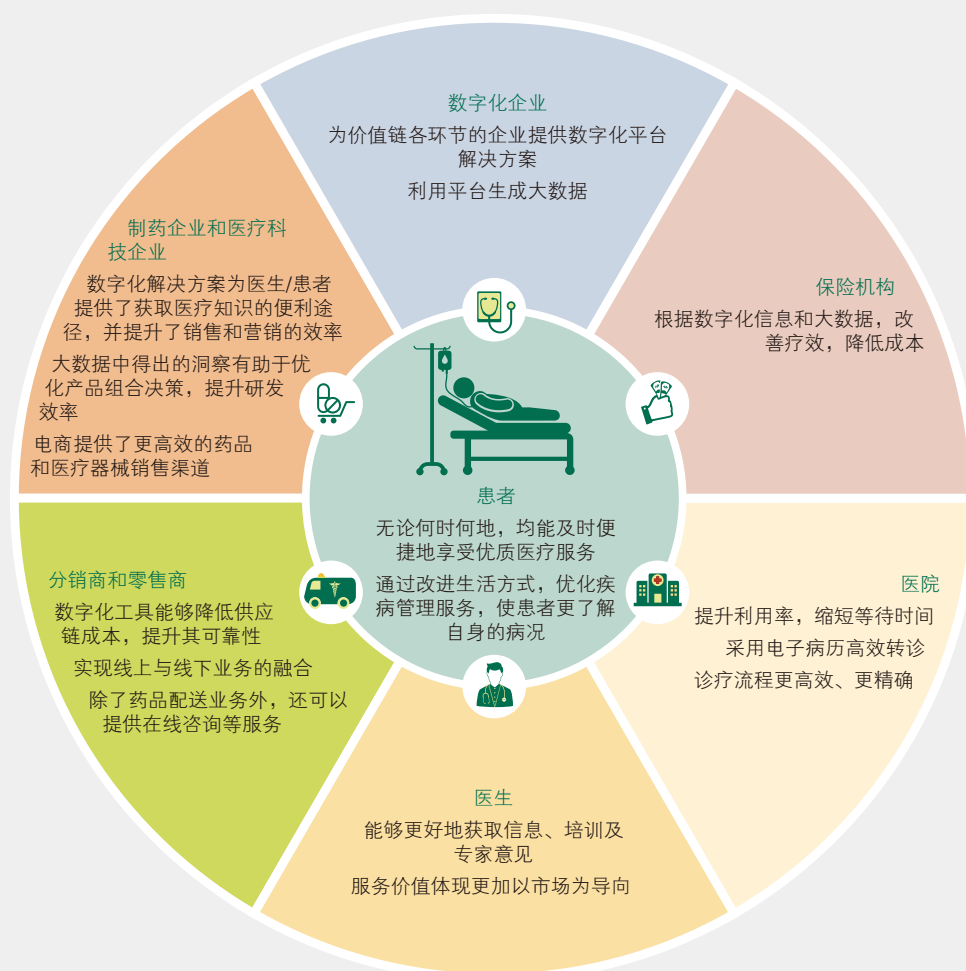 数字化企业
为价值链各环节的企业提供数字化平台
解决方案
利用平台生成大数据
保险机构
根据数字化信息和大数据，改
善疗效，降低成本
医院
提升利用率，缩短等待时间
采用电子病历高效转诊
诊疗流程更高效、更精确
医生
能够更好地获取信息、培训及
专家意见
服务价值体现更加以市场为导向
分销商和零售商
数字化工具能够降低供应
链成本，提升其可靠性
实现线上与线下业务的融合
除了药品配送业务外，还可以
提供在线咨询等服务
制药企业和医疗科
技企业
数字化解决方案为医生/患者
提供了获取医疗知识的便利途
径，并提升了销售和营销的效率
大数据中得出的洞察有助于优
化产品组合决策，提升研发
效率
电商提供了更高效的药品
和医疗器械销售渠道
患者
无论何时何地，均能及时便
捷地享受优质医疗服务
通过改进生活方式，优化疾
病管理服务，使患者更了解
自身的病况